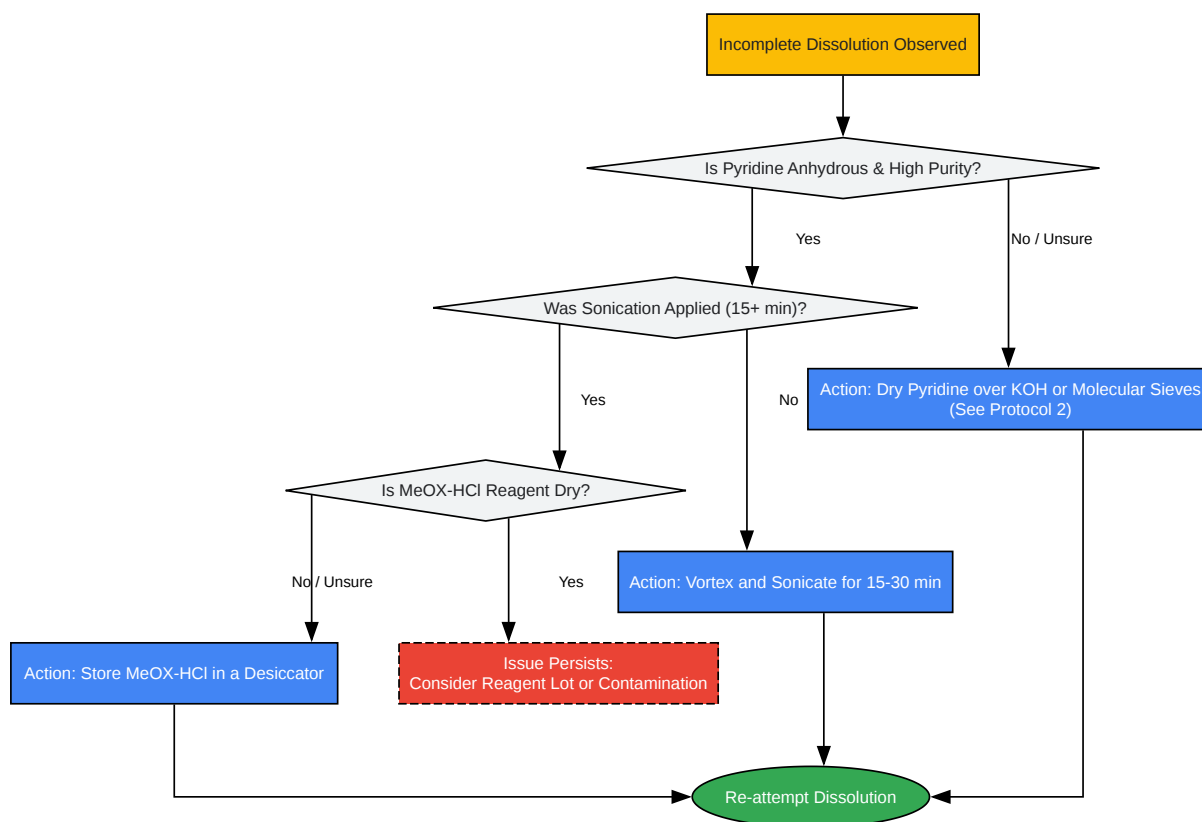 Incomplete Dissolution Observed
Is Pyridine Anhydrous & High Purity?
Yes
No / Unsure
Was Sonication Applied (15+ min)?
Action: Dry Pyridine over KOH or Molecular Sieves
(See Protocol 2)
Yes
No
Is MeOX-HCl Reagent Dry?
No / Unsure
Yes
Action: Vortex and Sonicate for 15-30 min
Action: Store MeOX-HCl in a Desiccator
Issue Persists:
Consider Reagent Lot or Contamination
Re-attempt Dissolution